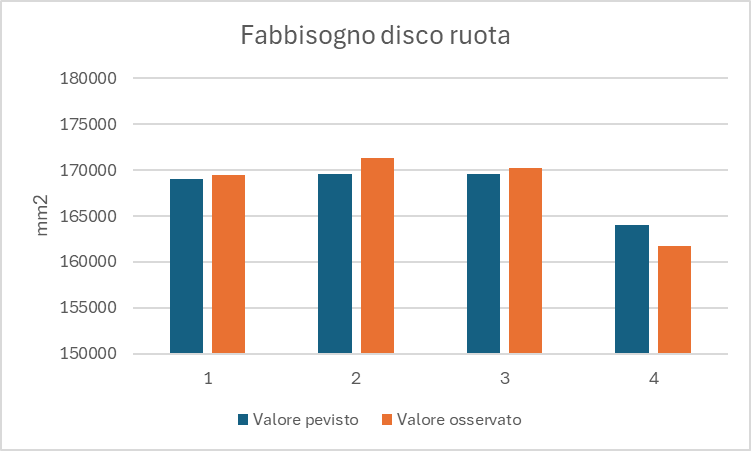 Fabbisogno disco ruota
180000
175000
170000
165000
160000
155000
150000
mm2
1 2 3 4
Valore pevisto Valore osservato